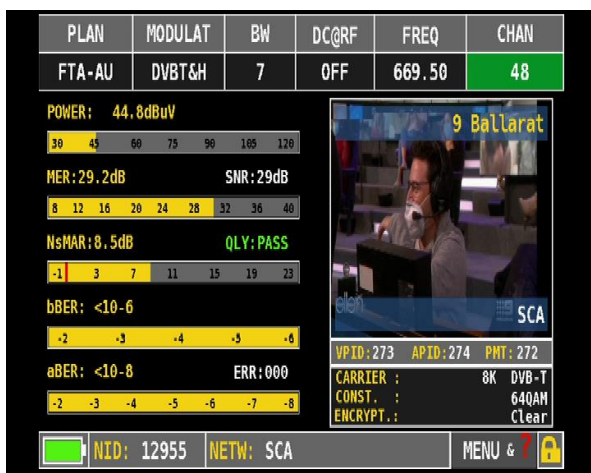 PLAN MODULAT BW DC@RF FREQ CHAN
FTA-AU DVBT&H 7 OFF 669.50 48
POWER: 44.8dBuV
30 45 60 75 90 105 120
MER:29.2dB SNR:29dB
8 12 16 20 24 28 32 36 40
NsMAR:8.5dB QLY:PASS
-1 3 7 11 15 19 23
bBER: <10-6
-2 -3 -4 -5 -6
aBER: <10-8 ERR:000
-2 -3 -4 -5 -6 -7 -8
9 Ballarat
ellen
9 SCA
VPID:273 APID:274 PMT:272
CARRIER : 8K DVB-T
CONST. : 64QAM
ENCRYPT.: Clear
NID: 12955 NETW: SCA MENU & ?